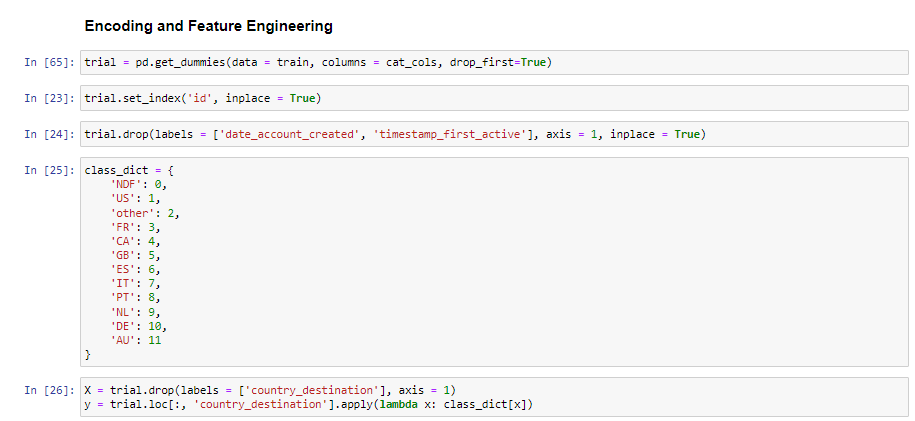 Encoding and Feature Engineering
In [65]: trial = pd.get_dummies(data = train, columns = cat_cols, drop_first=True)
In [23]: trial.set_index('id', inplace = True)
In [24]: trial.drop(labels = ['date_account_created', 'timestamp_first_active'], axis = 1, inplace = True)
In [25]: class_dict = {
    'NDF': 0,
    'US': 1,
    'other': 2,
    'FR': 3,
    'CA': 4,
    'GB': 5,
    'ES': 6,
    'IT': 7,
    'PT': 8,
    'NL': 9,
    'DE': 10,
    'AU': 11
}
In [26]: X = trial.drop(labels = ['country_destination'], axis = 1)
y = trial.loc[:, 'country_destination'].apply(lambda x: class_dict[x])